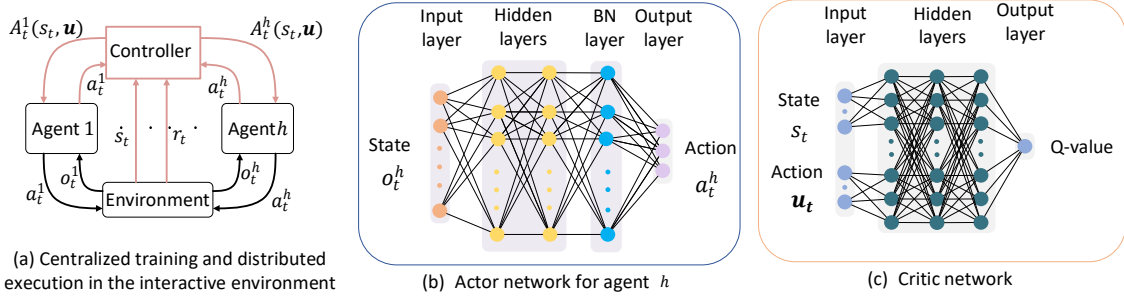 A_t^1(s_t, u)
A_t^h(s_t,u)
Controller
a_t^1
a_t^h
Agent 1
s_t
r_t
Agent h
o_t^1
o_t^h
a_t^1
Environment
a_t^h
(a) Centralized training and distributed
execution in the interactive environment
Input
layer
Hidden
layers
BN
layer
Output
layer
State
o_t^h
Action
a_t^h
(b) Actor network for agent h
Input
layer
Hidden
layers
Output
layer
State
s_t
Action
u_t
Q-value
(c) Critic network